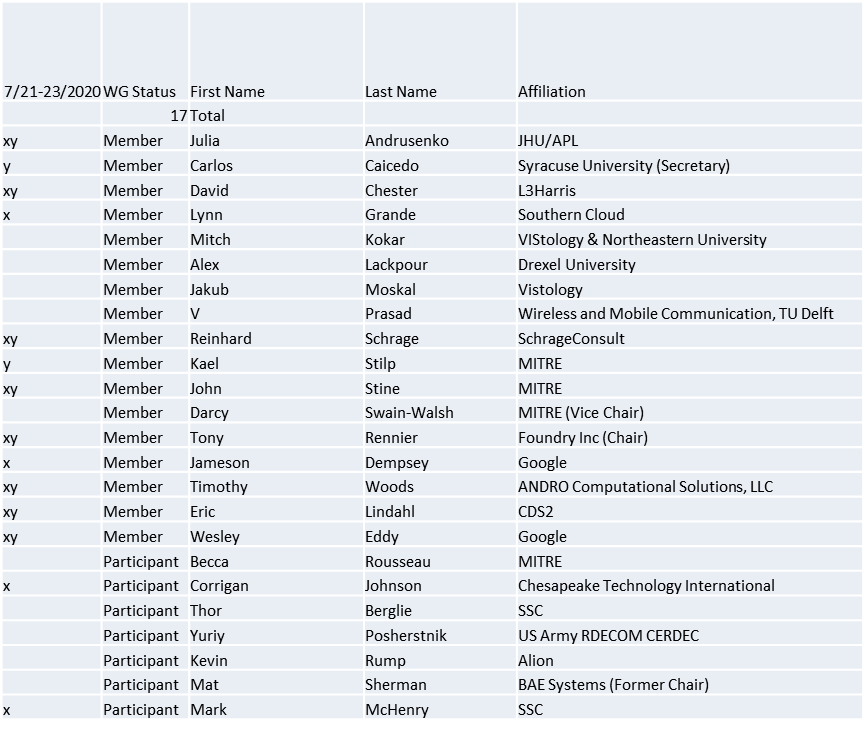 7/21-23/2020 WG Status First Name Last Name Affiliation
17 Total
xy Member Julia Andrusenko JHU/APL
y Member Carlos Caicedo Syracuse University (Secretary)
xy Member David Chester L3Harris
x Member Lynn Grande Southern Cloud
Member Mitch Kokar VIStology & Northeastern University
Member Alex Lackpour Drexel University
Member Jakub Moskal Vistology
Member V Prasad Wireless and Mobile Communication, TU Delft
xy Member Reinhard Schrage SchrageConsult
y Member Kael Stilp MITRE
xy Member John Stine MITRE
Member Darcy Swain-Walsh MITRE (Vice Chair)
xy Member Tony Rennier Foundry Inc (Chair)
x Member Jameson Dempsey Google
xy Member Timothy Woods ANDRO Computational Solutions, LLC
xy Member Eric Lindahl CDS2
xy Member Wesley Eddy Google
Participant Becca Rousseau MITRE
x Participant Corrigan Johnson Chesapeake Technology International
Participant Thor Berglie SSC
Participant Yuriy Posherstnik US Army RDECOM CERDEC
Participant Kevin Rump Alion
Participant Mat Sherman BAE Systems (Former Chair)
x Participant Mark McHenry SSC